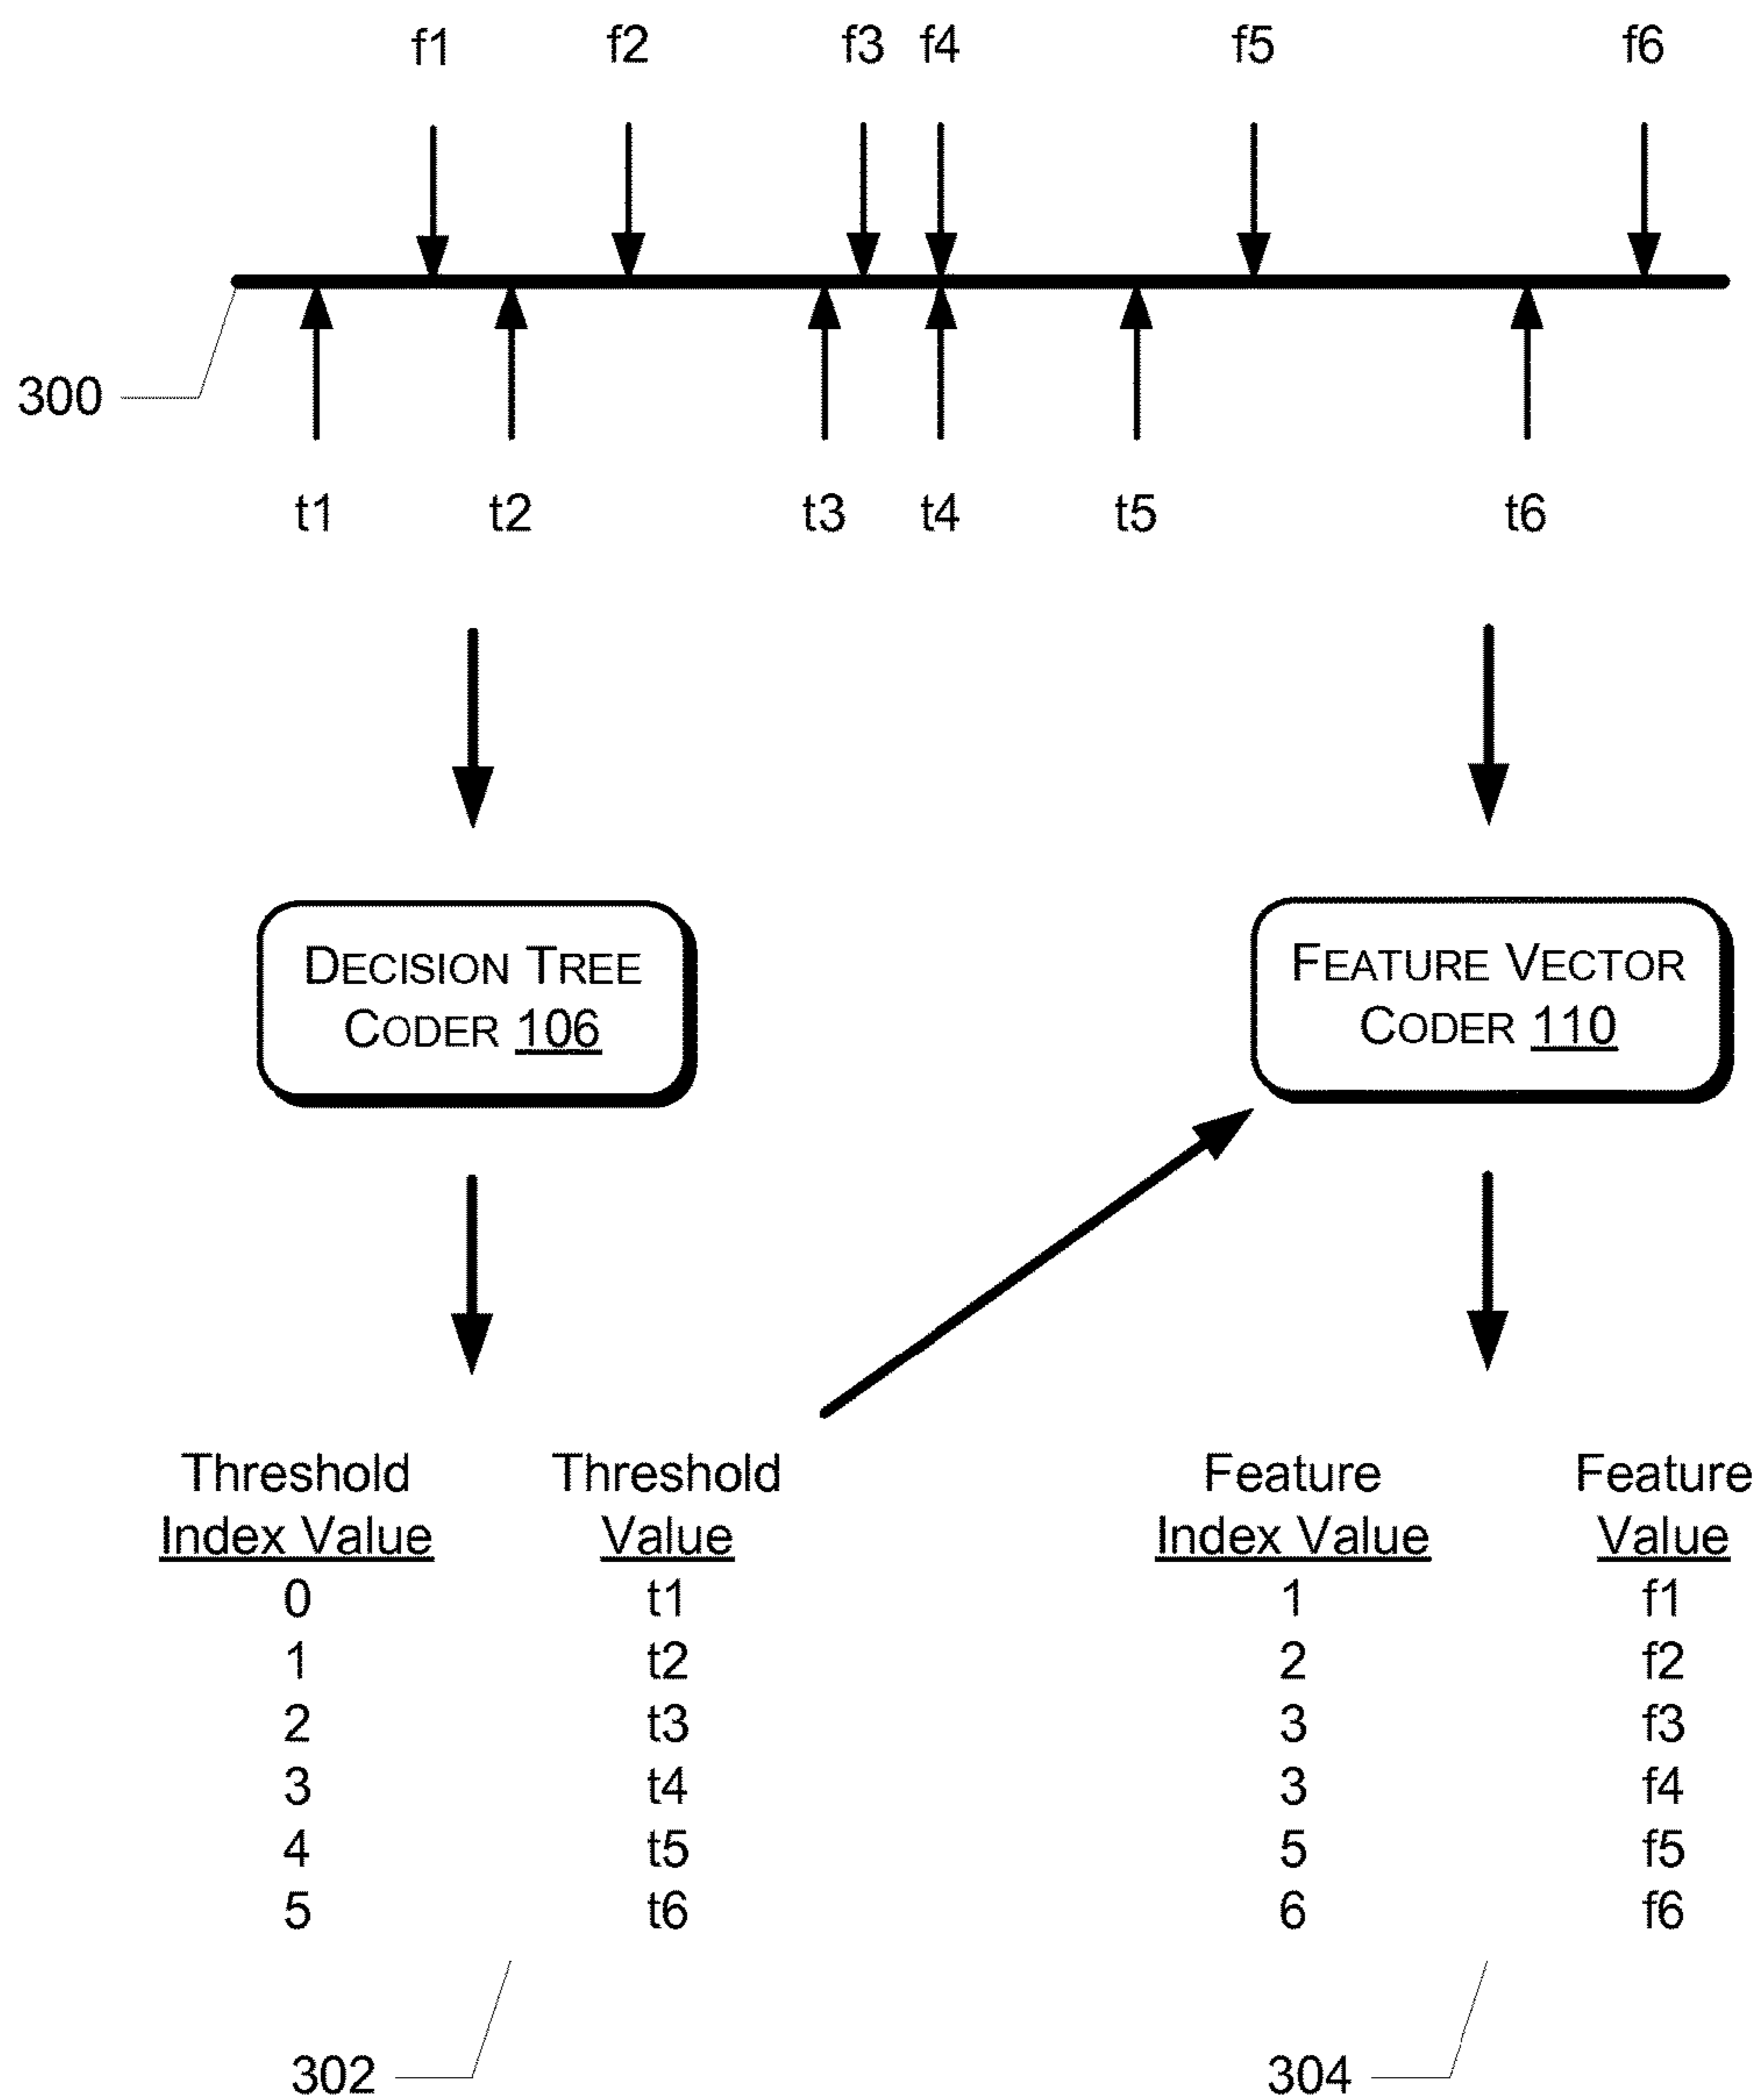 f1 f2 f3 f4 f5 f6
300
t1 t2 t3 t4 t5 t6
DECISION TREE
CODER 106
FEATURE VECTOR
CODER 110
Threshold
Index Value
Threshold
Value
0 t1
1 t2
2 t3
3 t4
4 t5
5 t6
302
Feature
Index Value
Feature
Value
1 f1
2 f2
3 f3
3 f4
5 f5
6 f6
304